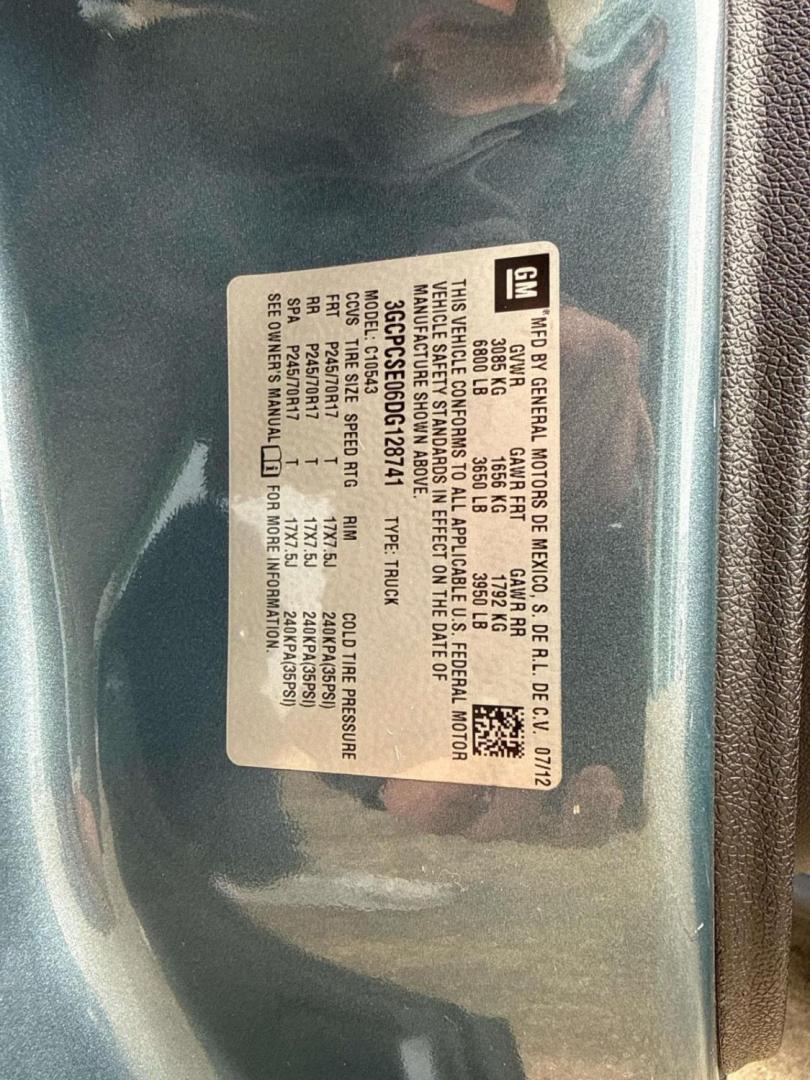 GM ® MFD BY GENERAL MOTORS DE MEXICO, S. DE R.L. DE C.V. 07/12
GVWR GAWR FRT GAWR RR
3085 KG 1656 KG 1792 KG
6800 LB 3650 LB 3950 LB
THIS VEHICLE CONFORMS TO ALL APPLICABLE U.S. FEDERAL MOTOR
VEHICLE SAFETY STANDARDS IN EFFECT ON THE DATE OF
MANUFACTURE SHOWN ABOVE.
3GCPCSE06DG128741 TYPE: TRUCK
MODEL: C10543
CCVS TIRE SIZE SPEED RTG RIM COLD TIRE PRESSURE
FRT P245/70R17 T 17X7.5J 240KPA(35PSI)
RR P245/70R17 T 17X7.5J 240KPA(35PSI)
SPA P245/70R17 T 17X7.5J 240KPA(35PSI)
SEE OWNER'S MANUAL i FOR MORE INFORMATION.